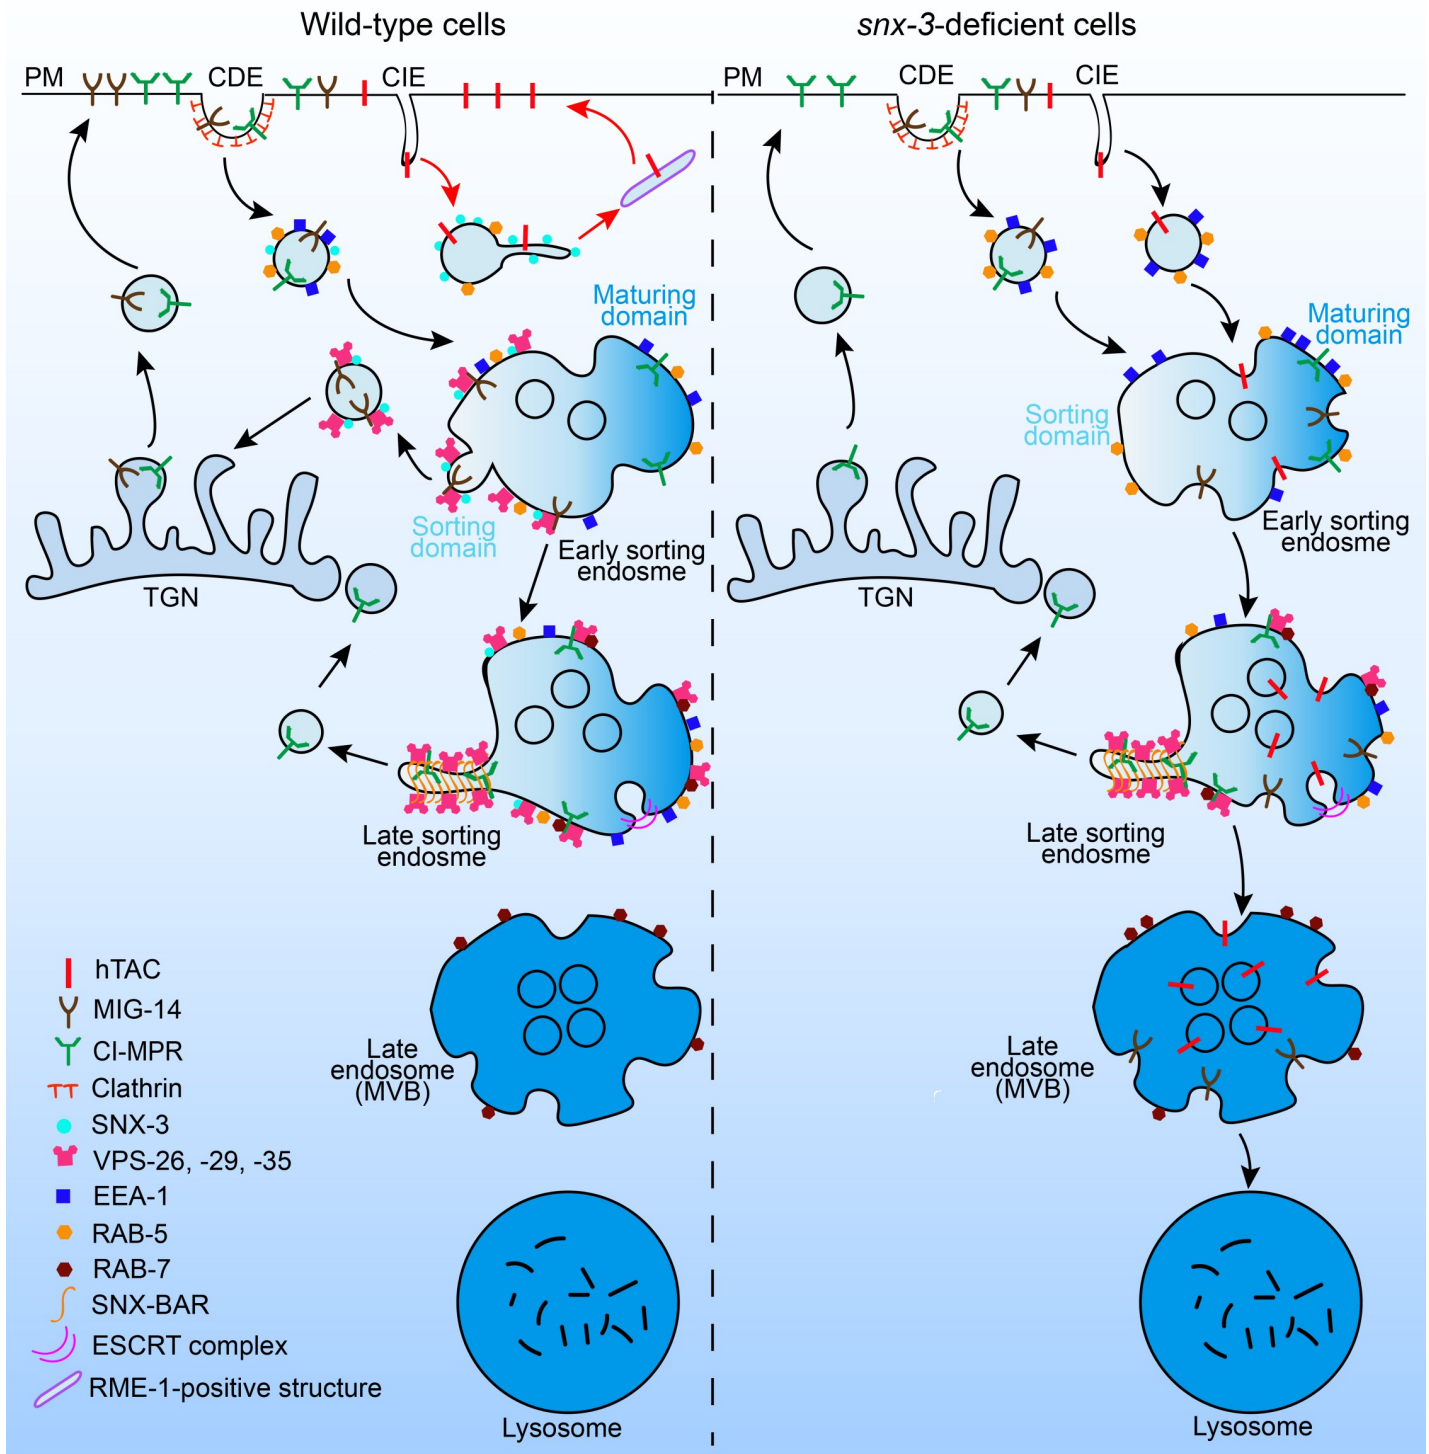 Wild-type cells
snx-3-deficient cells
PM
CDE
CIE
PM
CDE
CIE
Maturing
domain
Maturing
domain
Sorting
domain
Sorting
domain
Early sorting
endosme
Early sorting
endosme
TGN
TGN
Late sorting
endosme
Late sorting
endosme
Late
endosome
(MVB)
Late
endosome
(MVB)
hTAC
MIG-14
CI-MPR
Clathrin
SNX-3
VPS-26, -29, -35
EEA-1
RAB-5
RAB-7
SNX-BAR
ESCRT complex
RME-1-positive structure
Lysosome
Lysosome